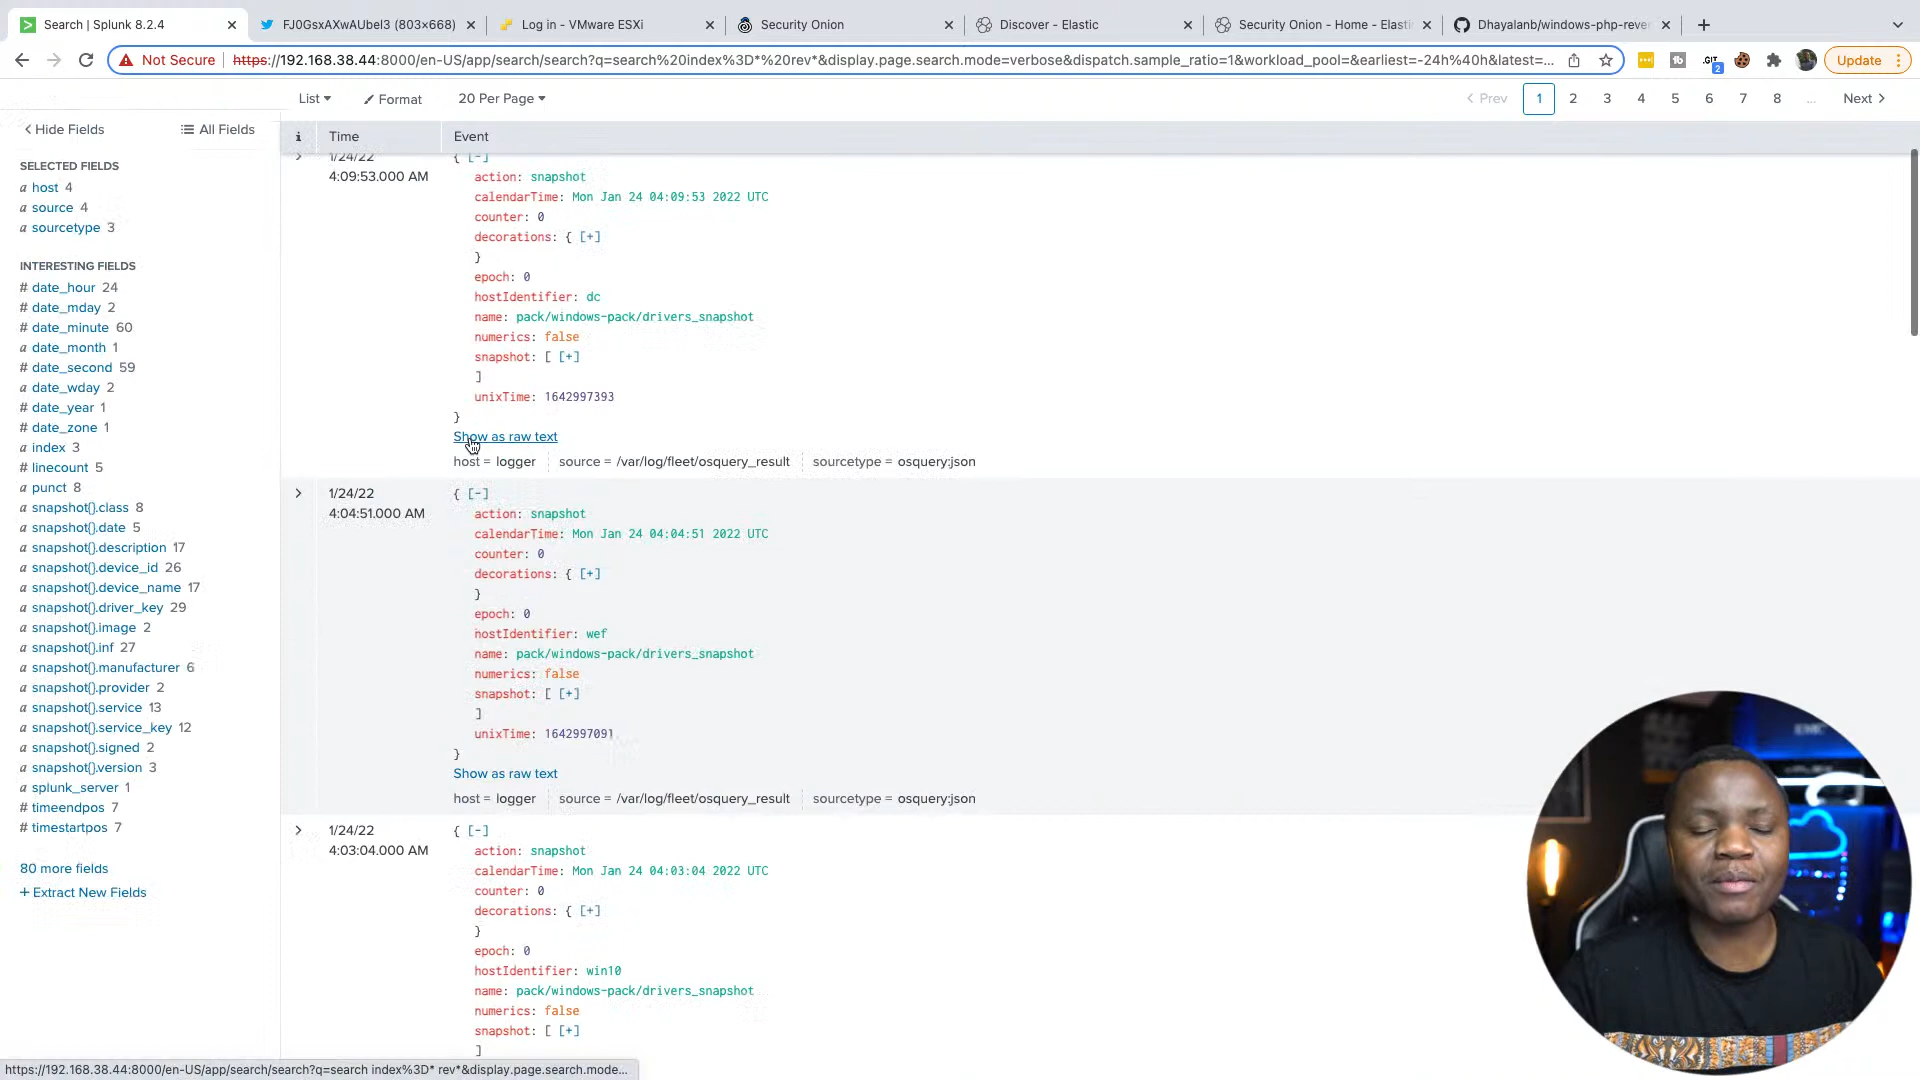 Search | Splunk 8.2.4
FJ0GsxAXwAUbeI3 (803×668)
Log in - VMware ESXi
Security Onion
Discover - Elastic
Security Onion - Home - Elastic
Dhayalanb/windows-php-rever
Not Secure
https://192.168.38.44:8000/en-US/app/search/search?q=search%20index%3D*%20rev*&display.page.search.mode=verbose&dispatch.sample_ratio=1&workload_pool=&earliest=-24h%40h&latest=...
2
Update
List
Format
20 Per Page
< Prev
1
2
3
4
5
6
7
8
...
Next >
< Hide Fields
All Fields
i
Time
Event
SELECTED FIELDS
a host 4
a source 4
a sourcetype 3
INTERESTING FIELDS
# date_hour 24
# date_mday 2
# date_minute 60
a date_month 1
# date_second 59
a date_wday 2
# date_year 1
# date_zone 1
a index 3
# linecount 5
a punct 8
a snapshot{}.class 8
a snapshot{}.date 5
a snapshot{}.description 17
a snapshot{}.device_id 26
a snapshot{}.device_name 17
a snapshot{}.driver_key 29
a snapshot{}.image 2
a snapshot{}.inf 27
a snapshot{}.manufacturer 6
a snapshot{}.provider 2
a snapshot{}.service 13
a snapshot{}.service_key 12
a snapshot{}.signed 2
a snapshot{}.version 3
a splunk_server 1
# timeendpos 7
# timestartpos 7
80 more fields
+ Extract New Fields
> 1/24/22
4:09:53.000 AM
{ [-]
action: snapshot
calendarTime: Mon Jan 24 04:09:53 2022 UTC
counter: 0
decorations: { [+]
}
epoch: 0
hostIdentifier: dc
name: pack/windows-pack/drivers_snapshot
numerics: false
snapshot: [ [+]
]
unixTime: 1642997393
}
Show as raw text
host = logger
source = /var/log/fleet/osquery_result
sourcetype = osquery:json
> 1/24/22
4:04:51.000 AM
{ [-]
action: snapshot
calendarTime: Mon Jan 24 04:04:51 2022 UTC
counter: 0
decorations: { [+]
}
epoch: 0
hostIdentifier: wef
name: pack/windows-pack/drivers_snapshot
numerics: false
snapshot: [ [+]
]
unixTime: 1642997091
}
Show as raw text
host = logger
source = /var/log/fleet/osquery_result
sourcetype = osquery:json
> 1/24/22
4:03:04.000 AM
{ [-]
action: snapshot
calendarTime: Mon Jan 24 04:03:04 2022 UTC
counter: 0
decorations: { [+]
}
epoch: 0
hostIdentifier: win10
name: pack/windows-pack/drivers_snapshot
numerics: false
snapshot: [ [+]
]
https://192.168.38.44:8000/en-US/app/search/search?q=search index%3D* rev*&display.page.search.mode...